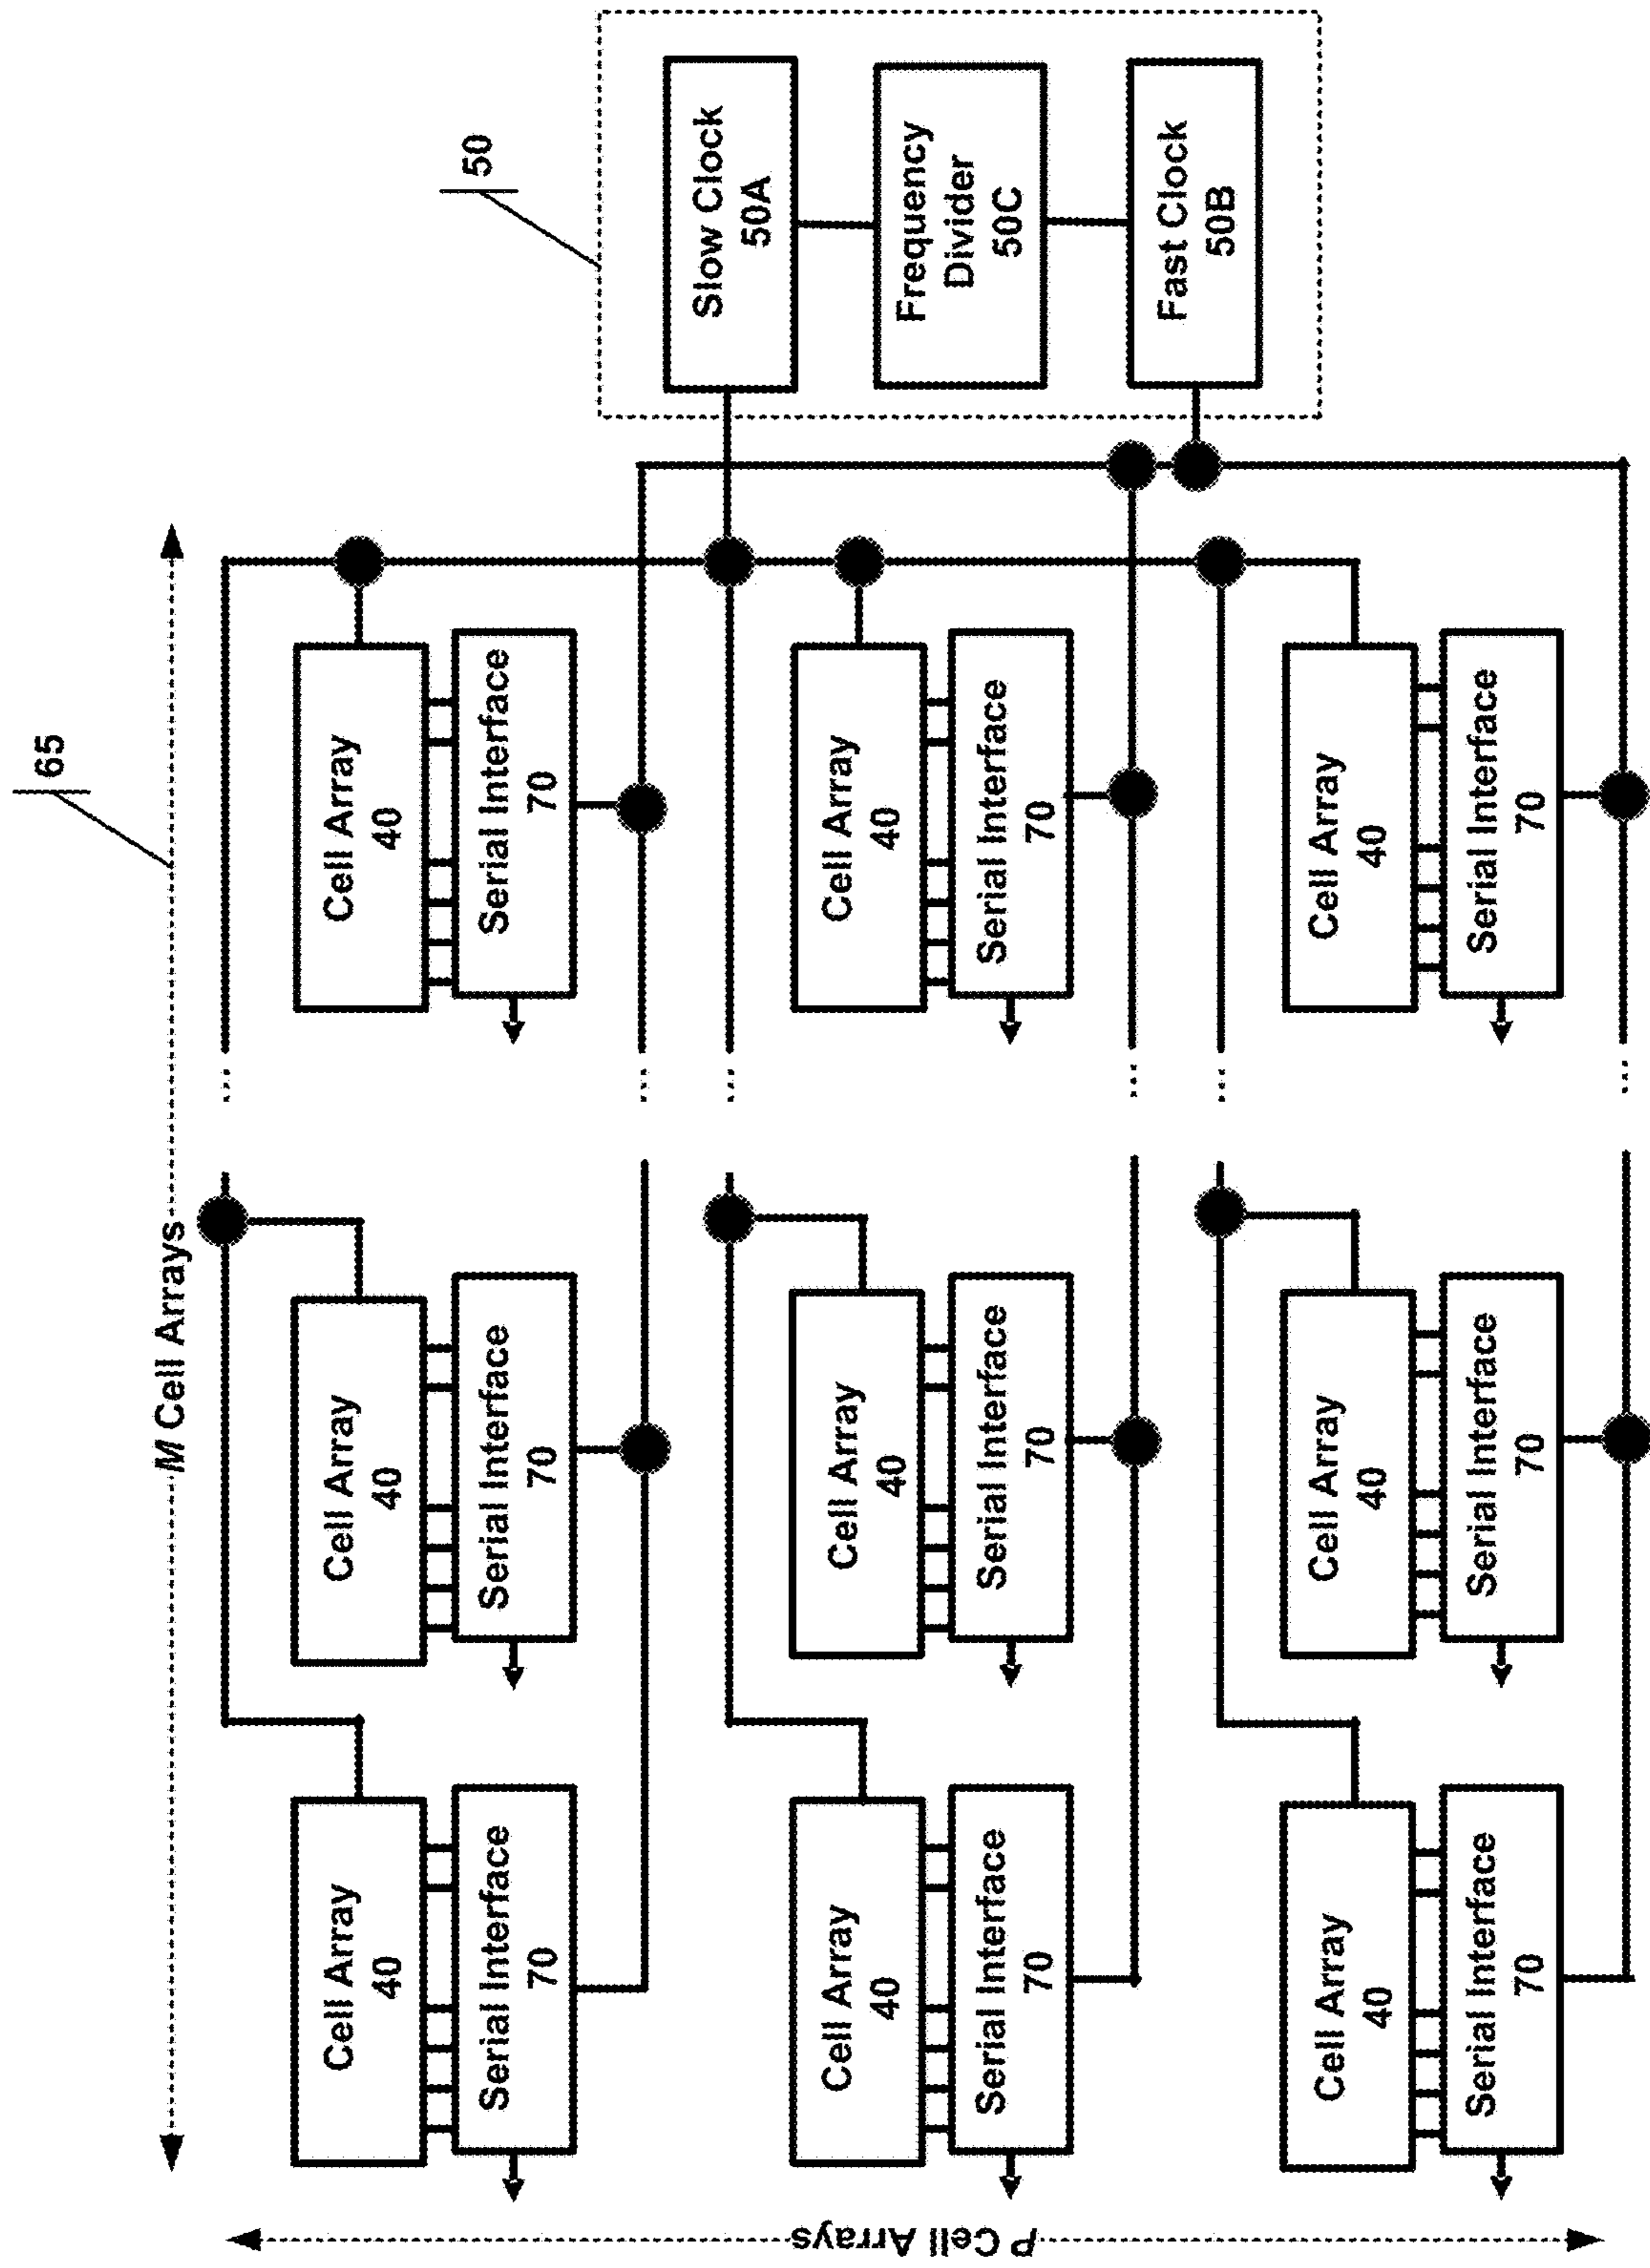 65
M Cell Arrays
P Cell Arrays
50
Cell Array
40
Serial Interface
70
Cell Array
40
Serial Interface
70
Cell Array
40
Serial Interface
70
Cell Array
40
Serial Interface
70
Cell Array
40
Serial Interface
70
Cell Array
40
Serial Interface
70
Cell Array
40
Serial Interface
70
Cell Array
40
Serial Interface
70
Cell Array
40
Serial Interface
70
...
...
...
...
...
...
Slow Clock
50A
Frequency
Divider
50C
Fast Clock
50B